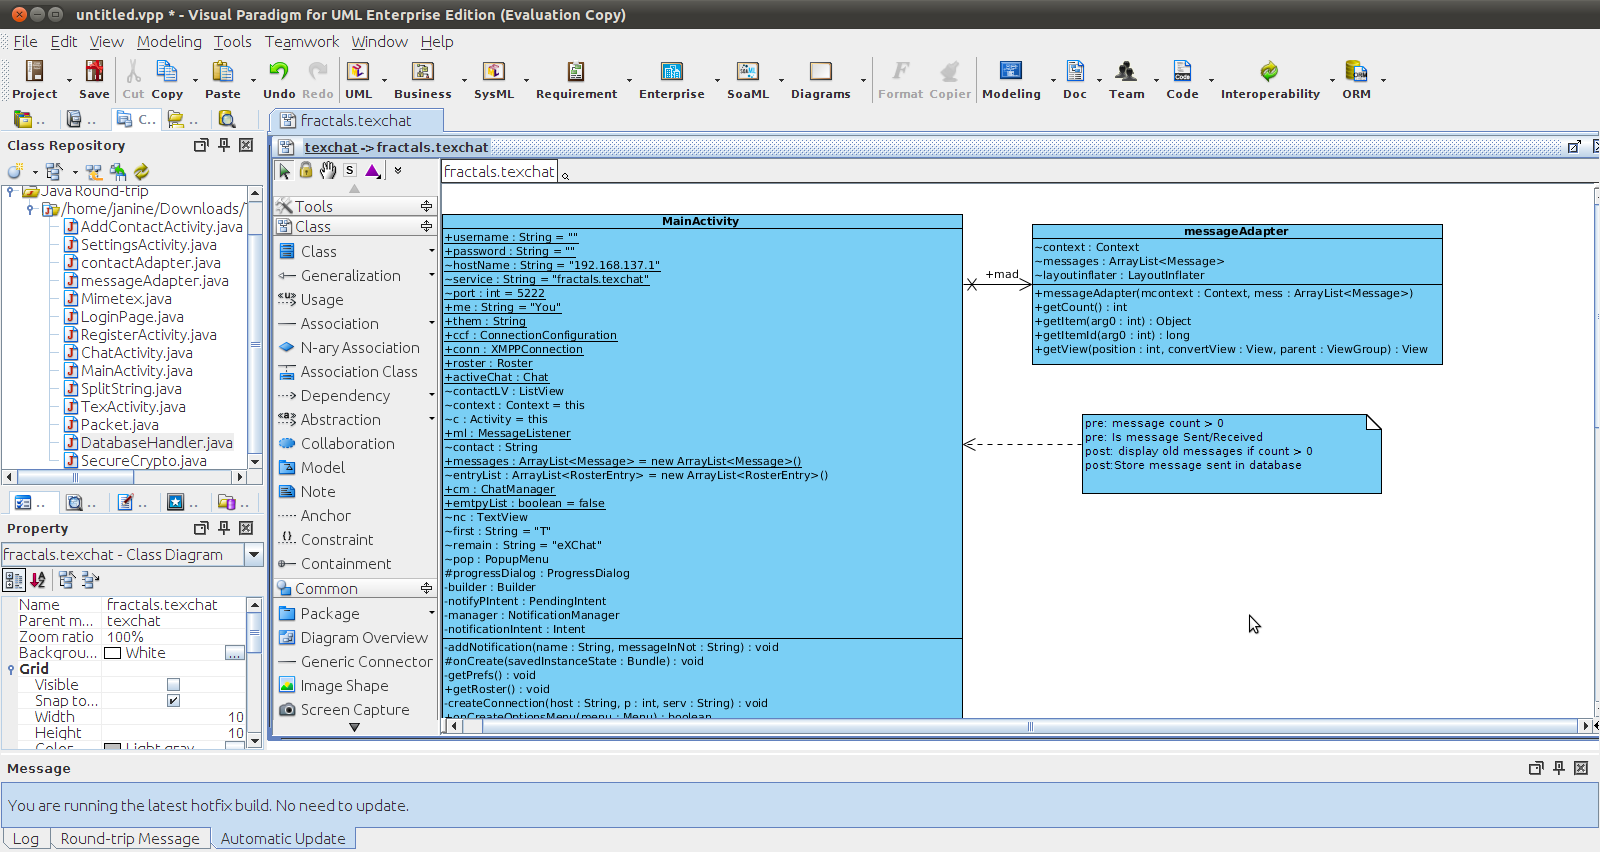 untitled.vpp * - Visual Paradigm for UML Enterprise Edition (Evaluation Copy)
File Edit View Modeling Tools Teamwork Window Help
Project Save Cut Copy Paste Undo Redo UML Business SysML Requirement Enterprise SoaML Diagrams Format Copier Modeling Doc Team Code Interoperability ORM
C..
fractals.texchat
Class Repository
texchat->fractals.texchat
fractals.texchat
Java Round-trip
/home/janine/Downloads/
AddContactActivity.java
SettingsActivity.java
contactAdapter.java
messageAdapter.java
Mimetex.java
LoginPage.java
RegisterActivity.java
ChatActivity.java
MainActivity.java
SplitString.java
TexActivity.java
Packet.java
DatabaseHandler.java
SecureCrypto.java
Property
fractals.texchat - Class Diagram
Name fractals.texchat
Parent m... texchat
Zoom ratio 100%
Backgrou... White ...
Grid
Visible
Snap to...
Width 10
Height 10
Color Light gray
Tools
Class
Class
Generalization
Usage
Association
N-ary Association
Association Class
Dependency
Abstraction
Collaboration
Model
Note
Anchor
Constraint
Containment
Common
Package
Diagram Overview
Generic Connector
Image Shape
Screen Capture
MainActivity
+username : String = ""
+password : String = ""
~hostName : String = "192.168.137.1"
~service : String = "fractals.texchat"
~port : int = 5222
+me : String = "You"
+them : String
+ccf : ConnectionConfiguration
+conn : XMPPConnection
+roster : Roster
+activeChat : Chat
~contactLV : ListView
~context : Context = this
~c : Activity = this
+ml : MessageListener
~contact : String
+messages : ArrayList<Message> = new ArrayList<Message>()
~entryList : ArrayList<RosterEntry> = new ArrayList<RosterEntry>()
+cm : ChatManager
+emtpyList : boolean = false
~nc : TextView
~first : String = "T"
~remain : String = "eXChat"
~pop : PopupMenu
#progressDialog : ProgressDialog
-builder : Builder
-notifyPIntent : PendingIntent
-manager : NotificationManager
-notificationIntent : Intent
-addNotification(name : String, messageInNot : String) : void
#onCreate(savedInstanceState : Bundle) : void
-getPrefs() : void
+getRoster() : void
-createConnection(host : String, p : int, serv : String) : void
+onCreateOptionsMenu(menu : Menu) : boolean
+mad
messageAdapter
~context : Context
~messages : ArrayList<Message>
~layoutinflater : LayoutInflater
+messageAdapter(mcontext : Context, mess : ArrayList<Message>)
+getCount() : int
+getItem(arg0 : int) : Object
+getItemId(arg0 : int) : long
+getView(position : int, convertView : View, parent : ViewGroup) : View
pre: message count > 0
pre: Is message Sent/Received
post: display old messages if count > 0
post:Store message sent in database
Message
You are running the latest hotfix build. No need to update.
Log Round-trip Message Automatic Update